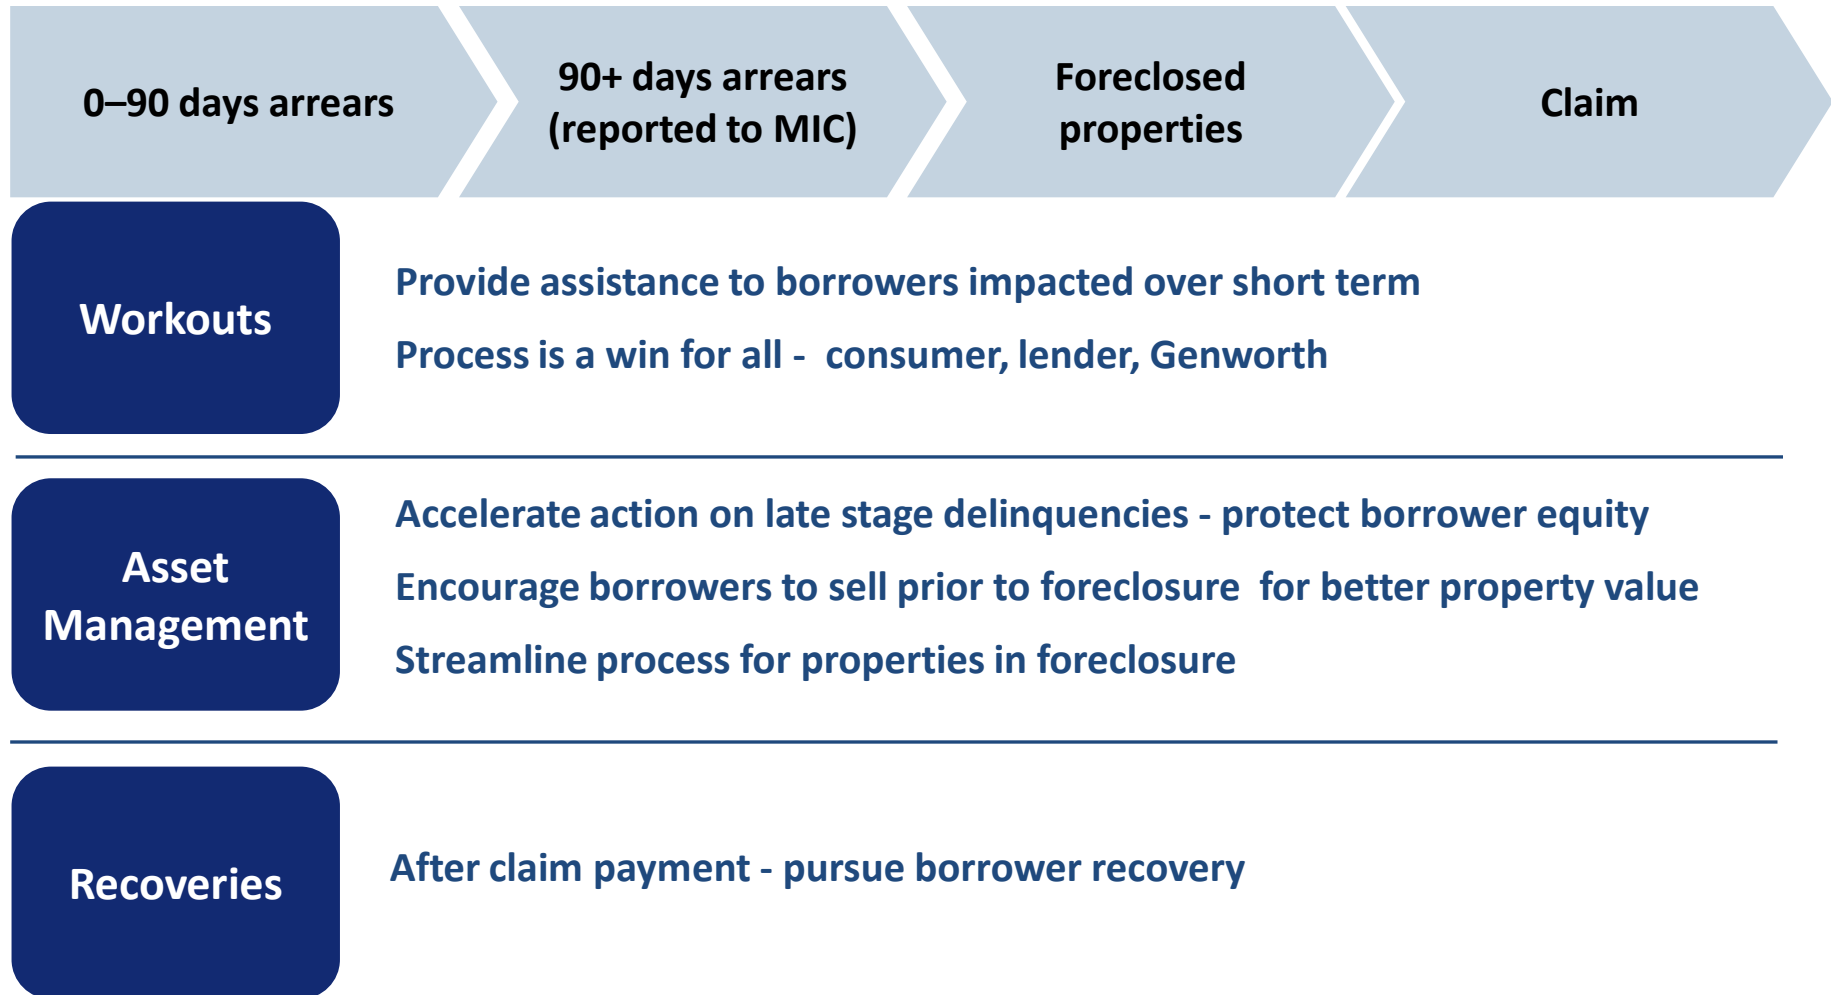 0–90 days arrears
90+ days arrears
(reported to MIC)
Foreclosed
properties
Claim
Workouts
Provide assistance to borrowers impacted over short term
Process is a win for all -  consumer, lender, Genworth
Asset
Management
Accelerate action on late stage delinquencies - protect borrower equity
Encourage borrowers to sell prior to foreclosure  for better property value
Streamline process for properties in foreclosure
Recoveries
After claim payment - pursue borrower recovery